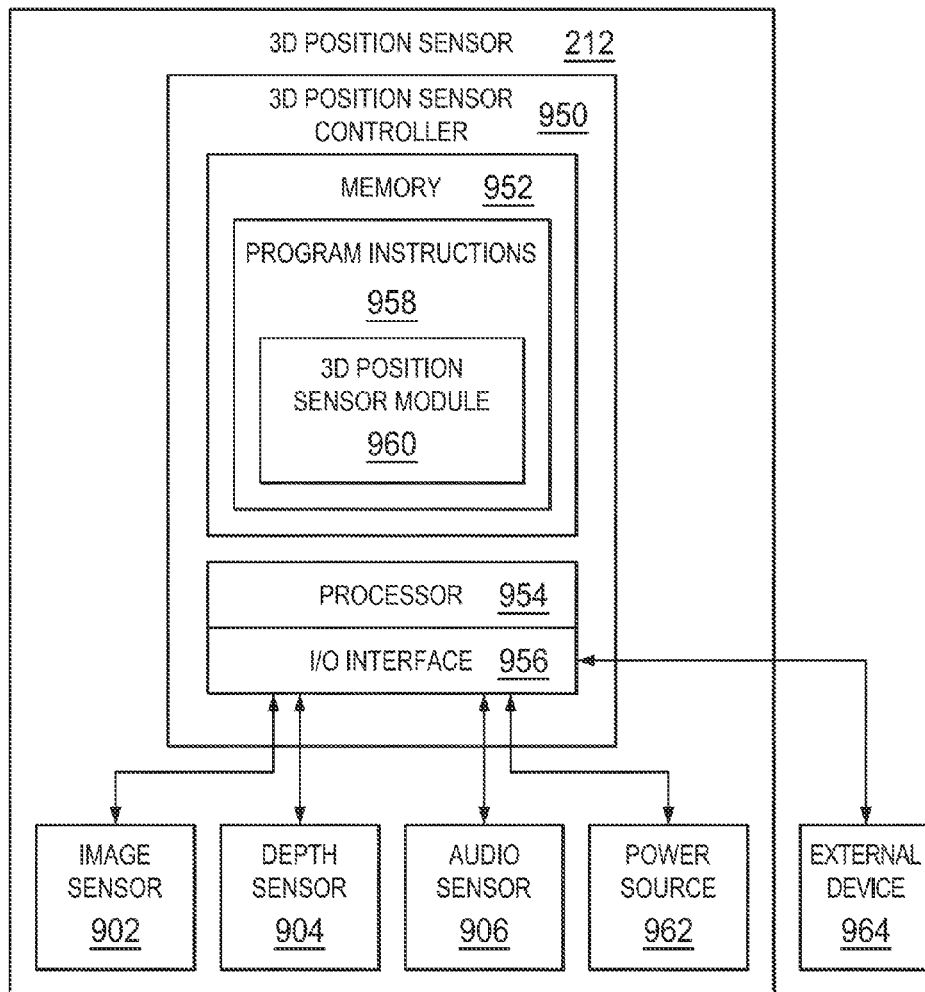 3D POSITION SENSOR 212
3D POSITION SENSOR
CONTROLLER 950
MEMORY 952
PROGRAM INSTRUCTIONS
958
3D POSITION
SENSOR MODULE
960
PROCESSOR 954
I/O INTERFACE 956
IMAGE
SENSOR
902
DEPTH
SENSOR
904
AUDIO
SENSOR
906
POWER
SOURCE
962
EXTERNAL
DEVICE
964